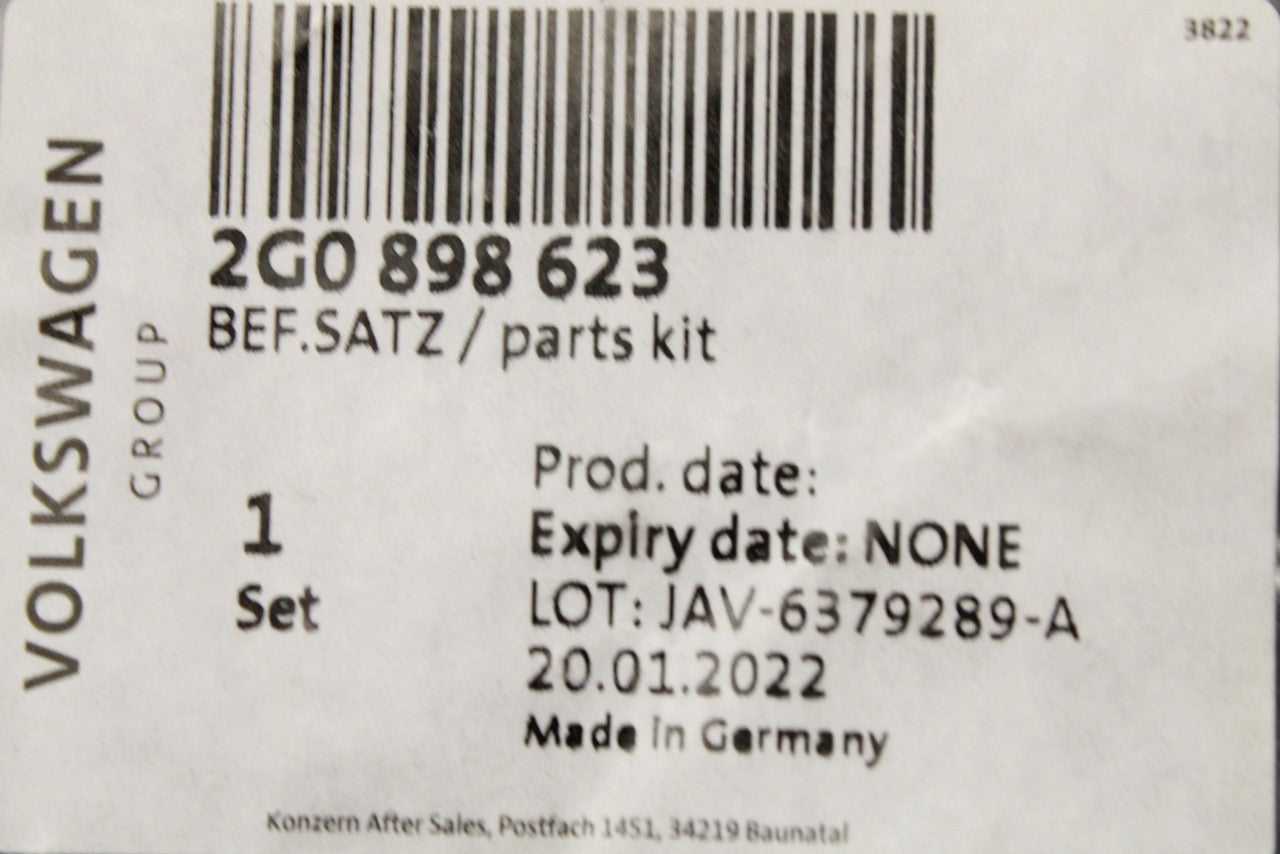 3822
VOLKSWAGEN
GROUP
2G0 898 623
BEF.SATZ / parts kit
1
Set
Prod. date:
Expiry date: NONE
LOT: JAV-6379289-A
20.01.2022
Made in Germany
Konzern After Sales, Postfach 1451, 34219 Baunatal